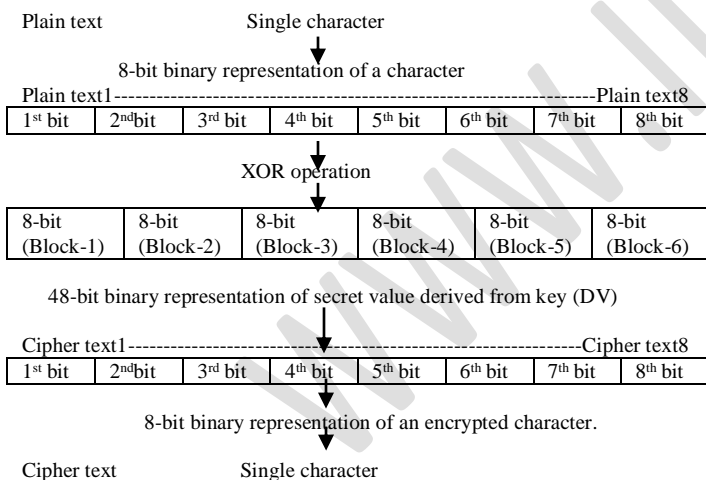 Plain text Single character
8-bit binary representation of a character
Plain text1--------------------------------------------------------------------Plain text8
1st bit 2ndbit 3rd bit 4th bit 5th bit 6th bit 7th bit 8th bit
XOR operation
8-bit 8-bit 8-bit 8-bit 8-bit 8-bit
(Block-1) (Block-2) (Block-3) (Block-4) (Block-5) (Block-6)
48-bit binary representation of secret value derived from key (DV)
Cipher text1----------------------------------------------------------------Cipher text8
1st bit 2ndbit 3rd bit 4th bit 5th bit 6th bit 7th bit 8th bit
8-bit binary representation of an encrypted character.
Cipher text Single character